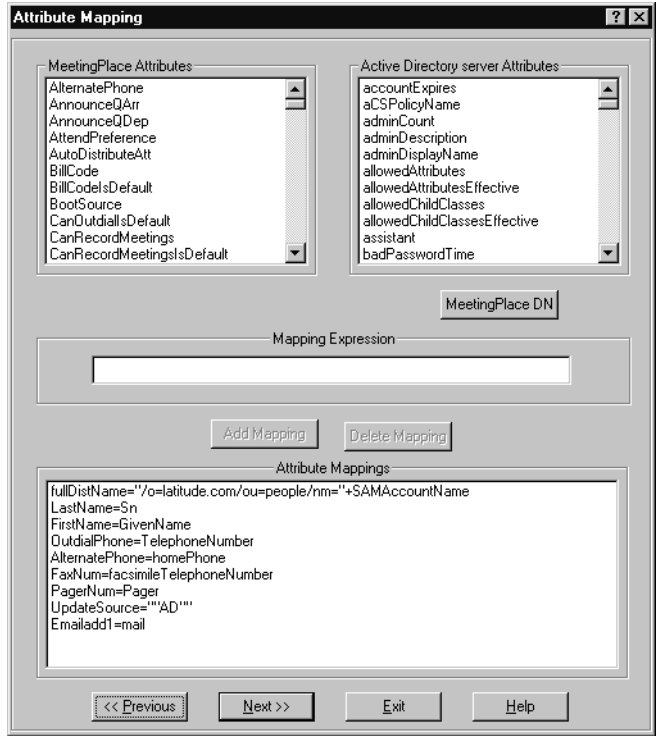 Attribute Mapping
MeetingPlace Attributes
AlternatePhone
AnnounceQArr
AnnounceQDep
AttendPreference
AutoDistributeAtt
BillCode
BillCodeIsDefault
BootSource
CanOutdialIsDefault
CanRecordMeetings
CanRecordMeetingsIsDefault
Active Directory server Attributes
accountExpires
aCSPolicyName
adminCount
adminDescription
adminDisplayName
allowedAttributes
allowedAttributesEffective
allowedChildClasses
allowedChildClassesEffective
assistant
badPasswordTime
MeetingPlace DN
Mapping Expression
Add Mapping
Delete Mapping
Attribute Mappings
fullDistName="/o=latitude.com/ou=people/nm="+SAMAccountName
LastName=Sn
FirstName=GivenName
OutdialPhone=TelephoneNumber
AlternatePhone=homePhone
FaxNum=facsimileTelephoneNumber
PagerNum=Pager
UpdateSource=""AD""
Emailadd1=mail
<< Previous
Next >>
Exit
Help